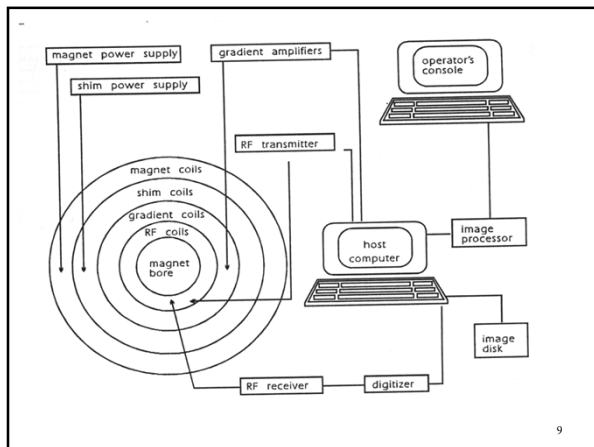 magnet power supply
gradient amplifiers
operator's
console
shim power supply
RF transmitter
magnet coils
shim coils
gradient coils
RF coils
magnet
bore
host
computer
image
processor
image
disk
RF receiver
digitizer
9